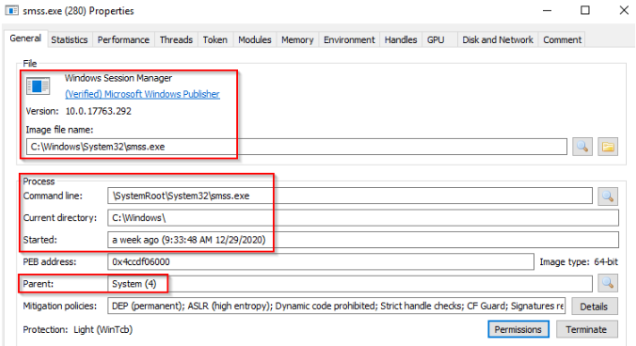 smss.exe (280) Properties
General Statistics Performance Threads Token Modules Memory Environment Handles GPU Disk and Network Comment
File
Windows Session Manager
(Verified) Microsoft Windows Publisher
Version: 10.0.17763.292
Image file name:
C:\Windows\System32\smss.exe
Process
Command line: \SystemRoot\System32\smss.exe
Current directory: C:\Windows\
Started: a week ago (9:33:48 AM 12/29/2020)
PEB address: 0x4ccdf06000 Image type: 64-bit
Parent: System (4)
Mitigation policies: DEP (permanent); ASLR (high entropy); Dynamic code prohibited; Strict handle checks; CF Guard; Signatures re Details
Protection: Light (WinTcb) Permissions Terminate